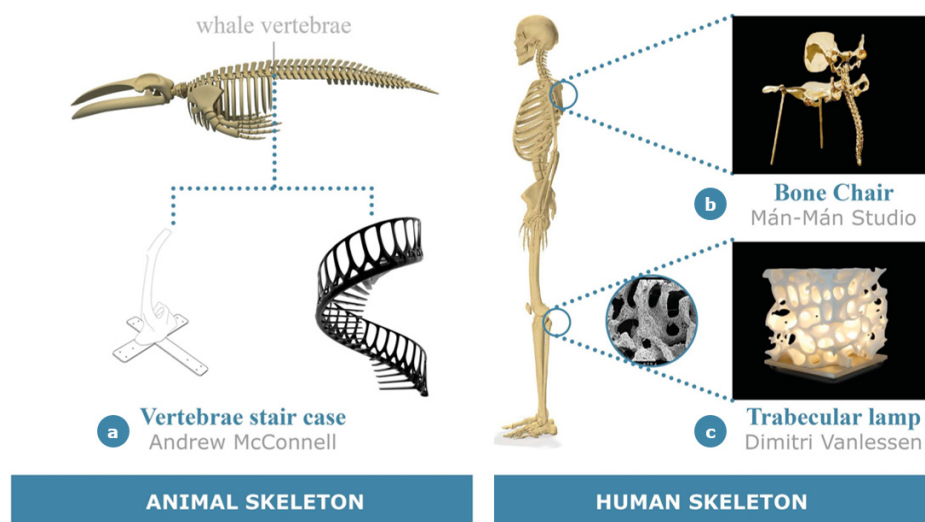 whale vertebrae
a
Vertebrae stair case
Andrew McConnell
ANIMAL SKELETON
b
Bone Chair
Mán-Mán Studio
c
Trabecular lamp
Dimitri Vanlessen
HUMAN SKELETON